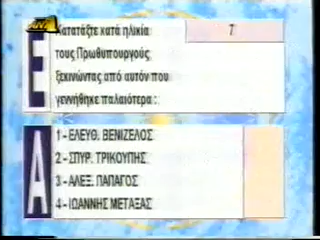 ΑΝΤ1
Ε
Κατατάξτε κατά ηλικία
τους Πρωθυπουργούς
ξεκινώντας από αυτόν που
γεννήθηκε παλαιότερα :
7
Α
1 - ΕΛΕΥΘ. ΒΕΝΙΖΕΛΟΣ
2 - ΣΠΥΡ. ΤΡΙΚΟΥΠΗΣ
3 - ΑΛΕΞ. ΠΑΠΑΓΟΣ
4 - ΙΩΑΝΝΗΣ ΜΕΤΑΞΑΣ